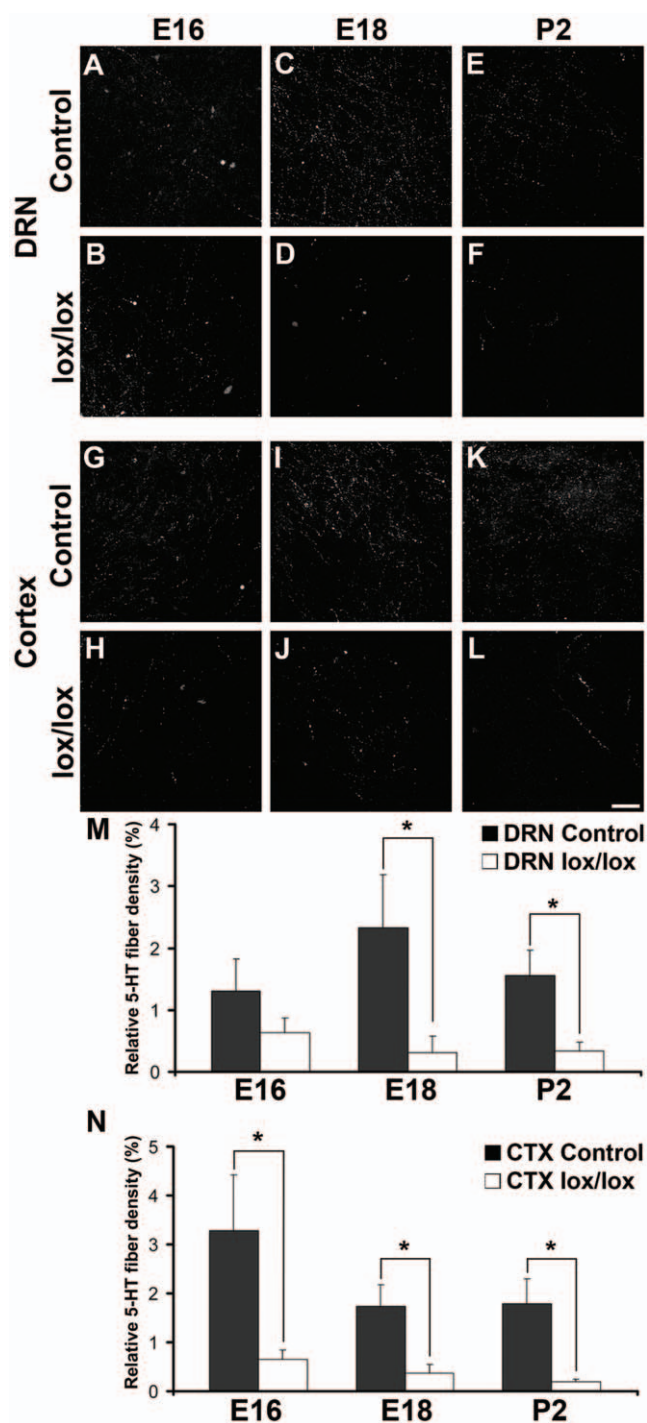 E16 E18 P2
A C E
DRN Control
B D F
lox/lox
G I K
Cortex Control
H J L
lox/lox
M
Relative 5-HT fiber density (%)
4
3
2
1
0
*
*
DRN Control
DRN lox/lox
E16 E18 P2
N
Relative 5-HT fiber density (%)
5
4
3
2
1
0
*
*
*
CTX Control
CTX lox/lox
E16 E18 P2